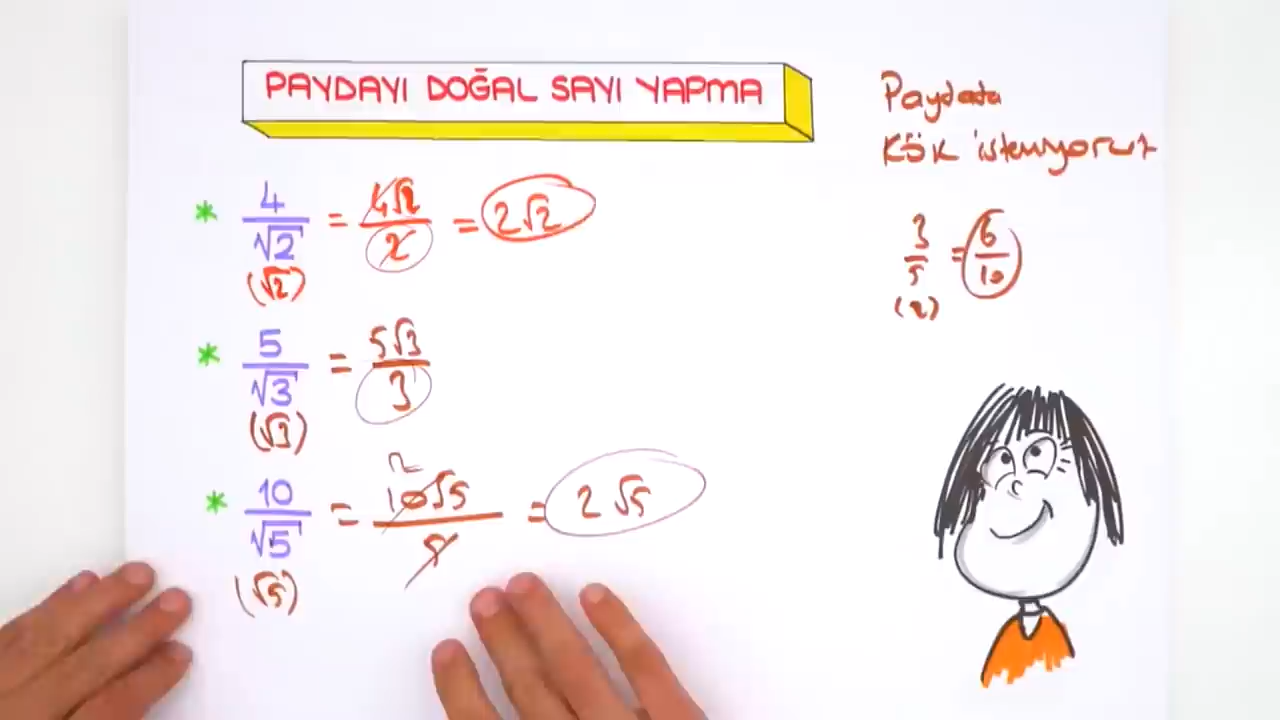 PAYDAYI DOĞAL SAYI YAPMA
Paydada
KÖK istemiyoruz
* 4/√2 = 4√2/2 = 2√2
(√2)
3/5 = 6/10
(2)
* 5/√3 = 5√3/3
(√3)
2
* 10/√5 = 10√5/5 = 2√5
(√5)